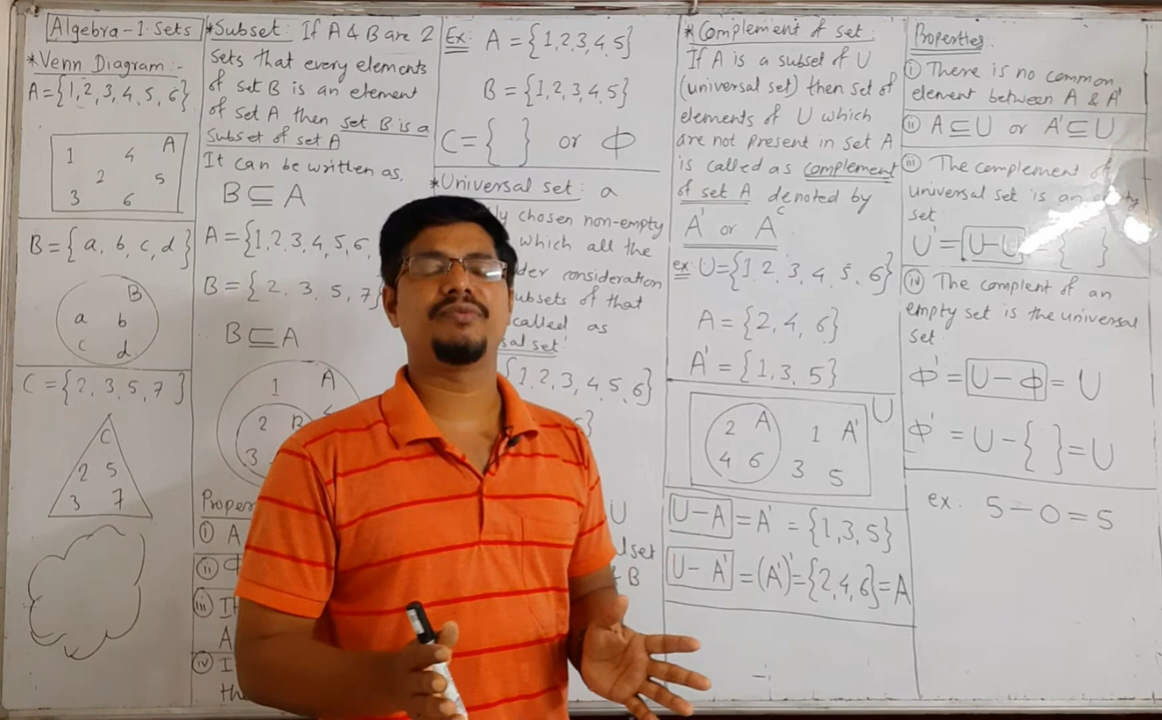 Algebra-1. Sets
*Venn Diagram:-
A={1,2,3,4,5,6}
1 4 A
2 5
3 6
B={a, b, c, d}
B
a b
c d
C={2,3,5,7}
C
2 5
3 7
*Subset: If A & B are 2
sets that every elements
of set B is an element
of set A then set B is a
subset of set A
It can be written as,
B⊆A
A={1,2,3,4,5,6,
B={2,3,5,7}
B⊆A
1 A
2 B
3
Proper
i A
ii Φ
iii If
A
iv I
th
Ex: A={1,2,3,4,5}
B={1,2,3,4,5}
C={ } or Φ
*Universal set: a
chosen non-empty
which all the
consideration
that
called as
set
1,2,3,4,5,6}
}
U
B
*Complement of set:
If A is a subset of U
(universal set) then set of
elements of U which
are not present in set A
is called as complement
of set A denoted by
A' or Aᶜ
ex: U={1,2,3,4,5,6}
A={2,4,6}
A'={1,3,5}
U
2 A 1 A'
4 6 3 5
U-A =A' ={1,3,5}
U-A' =(A')'={2,4,6}=A
Properties:
i There is no common
element between A & A'
ii A⊆U or A'⊆U
iii The complement of
universal set is an
set
U'= U-U { }
iv The complent of an
empty set is the universal
set
Φ'= U-Φ = U
Φ'=U-{ }=U
ex. 5-0=5